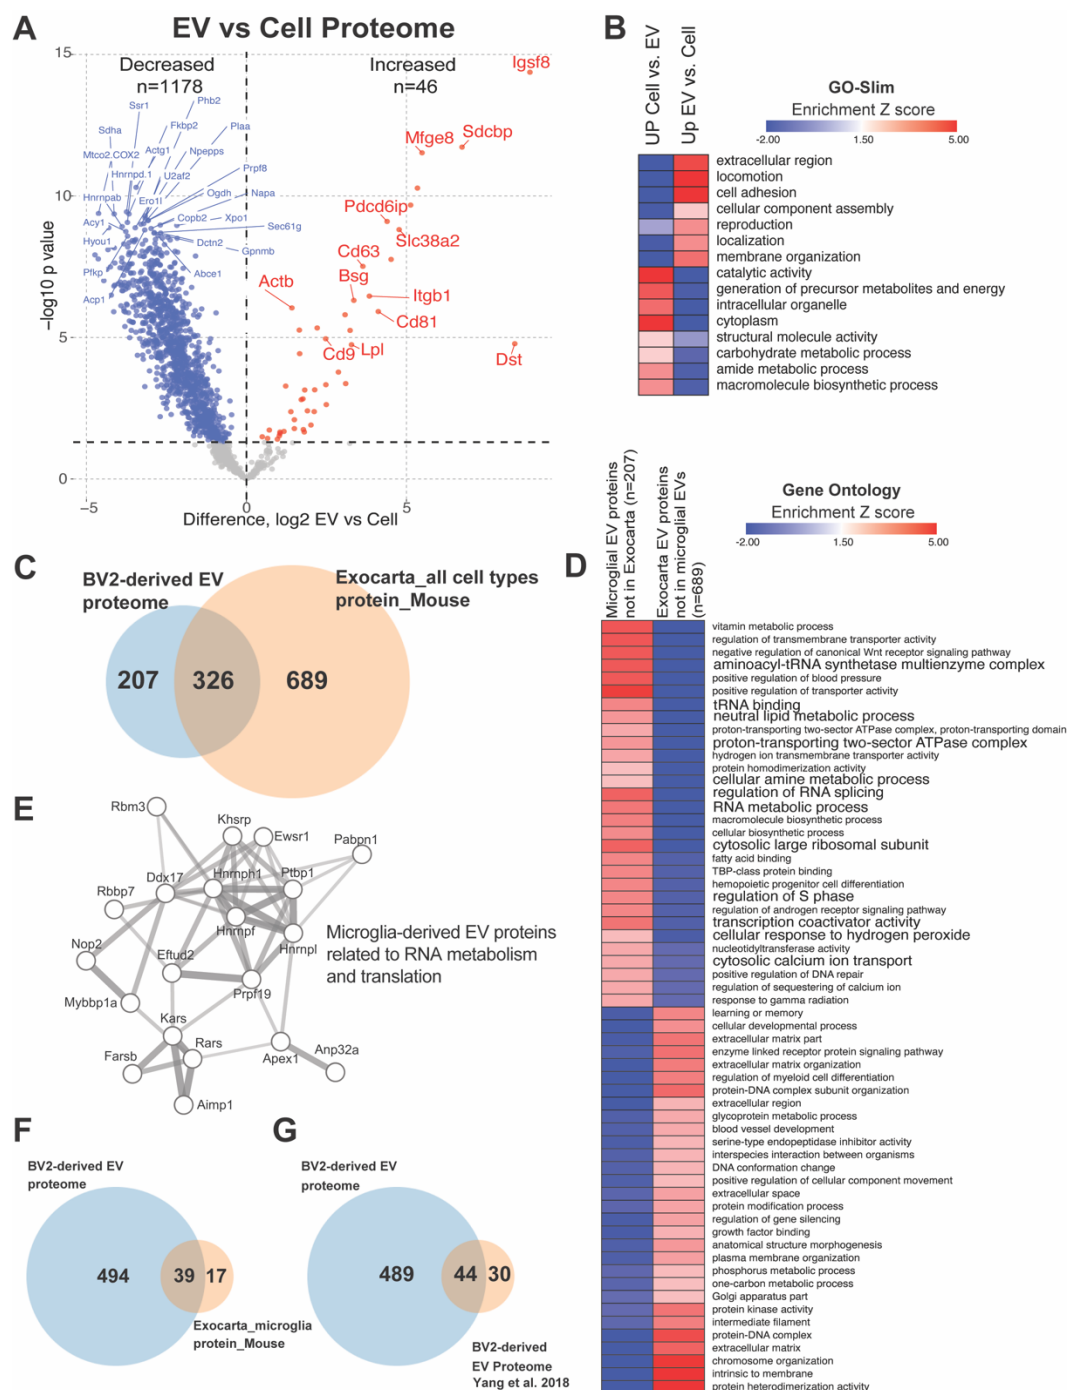 A
EV vs Cell Proteome
Decreased
n=1178
Increased
n=46
15
10
5
0
−5
0
5
−log10 p value
Difference, log2 EV vs Cell
Igsf8
Mfge8
Sdcbp
Pdcd6ip
Slc38a2
Cd63
Bsg
Actb
Itgb1
Cd81
Cd9
Lpl
Dst
Phb2
Ssr1
Fkbp2
Plaa
Sdha
Actg1
Npepps
Mtco2.COX2
Hnrnpd.1
U2af2
Prpf8
Hnrnpab
Ero1l
Ogdh
Napa
Acy1
Copb2
Xpo1
Sec61g
Hyou1
Dctn2
Gpnmb
Pfkp
Abce1
Acp1
B
UP Cell vs. EV
Up EV vs. Cell
GO-Slim
Enrichment Z score
-2.00
1.50
5.00
extracellular region
locomotion
cell adhesion
cellular component assembly
reproduction
localization
membrane organization
catalytic activity
generation of precursor metabolites and energy
intracellular organelle
cytoplasm
structural molecule activity
carbohydrate metabolic process
amide metabolic process
macromolecule biosynthetic process
C
BV2-derived EV
proteome
Exocarta_all cell types
protein_Mouse
207
326
689
D
Microglial EV proteins
not in Exocarta (n=207)
Exocarta EV proteins
not in microglial EVs
(n=689)
Gene Ontology
Enrichment Z score
-2.00
1.50
5.00
vitamin metabolic process
regulation of transmembrane transporter activity
negative regulation of canonical Wnt receptor signaling pathway
aminoacyl-tRNA synthetase multienzyme complex
positive regulation of blood pressure
positive regulation of transporter activity
tRNA binding
neutral lipid metabolic process
proton-transporting two-sector ATPase complex, proton-transporting domain
proton-transporting two-sector ATPase complex
hydrogen ion transmembrane transporter activity
protein homodimerization activity
cellular amine metabolic process
regulation of RNA splicing
RNA metabolic process
macromolecule biosynthetic process
cellular biosynthetic process
cytosolic large ribosomal subunit
fatty acid binding
TBP-class protein binding
hemopoietic progenitor cell differentiation
regulation of S phase
regulation of androgen receptor signaling pathway
transcription coactivator activity
cellular response to hydrogen peroxide
nucleotidyltransferase activity
cytosolic calcium ion transport
positive regulation of DNA repair
regulation of sequestering of calcium ion
response to gamma radiation
learning or memory
cellular developmental process
extracellular matrix part
enzyme linked receptor protein signaling pathway
extracellular matrix organization
regulation of myeloid cell differentiation
protein-DNA complex subunit organization
extracellular region
glycoprotein metabolic process
blood vessel development
serine-type endopeptidase inhibitor activity
interspecies interaction between organisms
DNA conformation change
positive regulation of cellular component movement
extracellular space
protein modification process
regulation of gene silencing
growth factor binding
anatomical structure morphogenesis
plasma membrane organization
phosphorus metabolic process
one-carbon metabolic process
Golgi apparatus part
protein kinase activity
intermediate filament
protein-DNA complex
extracellular matrix
chromosome organization
intrinsic to membrane
protein heterodimerization activity
E
Rbm3
Khsrp
Ewsr1
Pabpn1
Ddx17
Hnrnph1
Ptbp1
Rbbp7
Hnrnpf
Hnrnpl
Nop2
Eftud2
Prpf19
Mybbp1a
Kars
Rars
Apex1
Anp32a
Farsb
Aimp1
Microglia-derived EV proteins
related to RNA metabolism
and translation
F
BV2-derived EV
proteome
494
39
17
Exocarta_microglia
protein_Mouse
G
BV2-derived EV
proteome
489
44
30
BV2-derived
EV Proteome
Yang et al. 2018